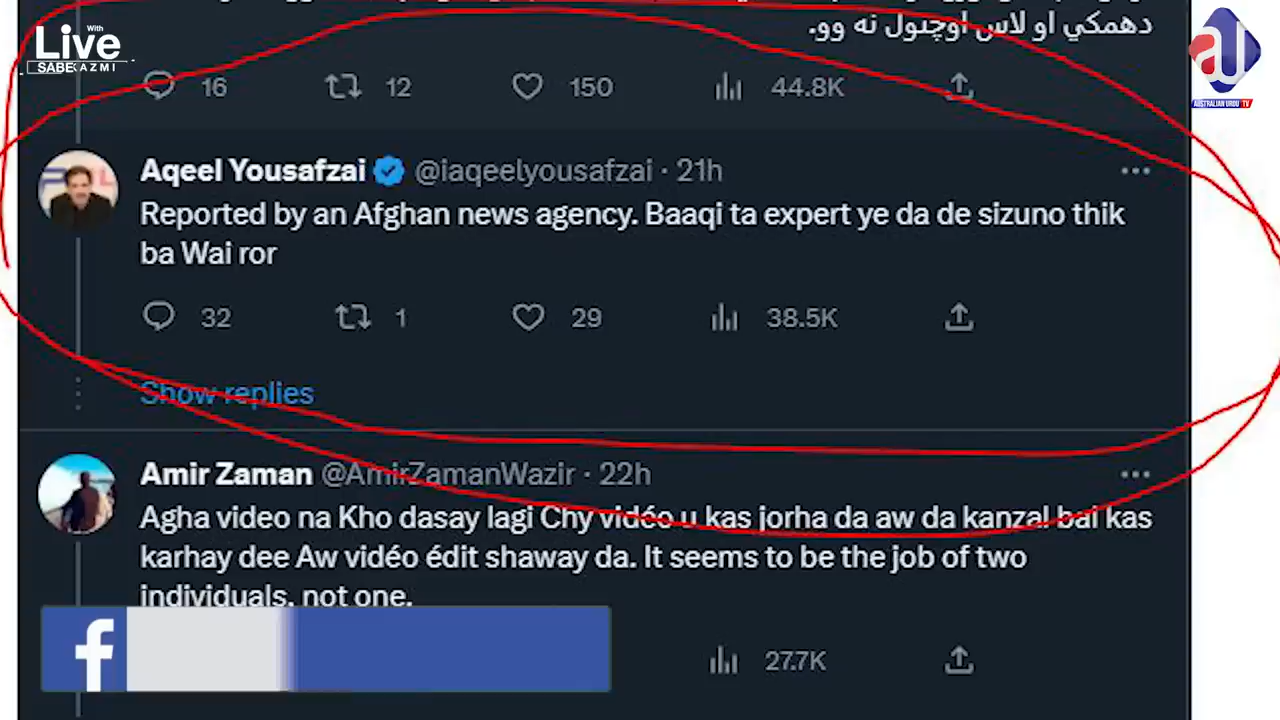 دهمکي او لاس اوچتول نه وو.
With
Live
SABE KAZMI
AUSTRALIAN URDU TV
16 12 150 44.8K
Aqeel Yousafzai @iaqeelyousafzai · 21h
Reported by an Afghan news agency. Baaqi ta expert ye da de sizuno thik
ba Wai ror
32 1 29 38.5K
Show replies
Amir Zaman @AmirZamanWazir · 22h
Agha video na Kho dasay lagi Chy vidéo u kas jorha da aw da kanzal bal kas
karhay dee Aw vidéo édit shaway da. It seems to be the job of two
individuals, not one.
27.7K